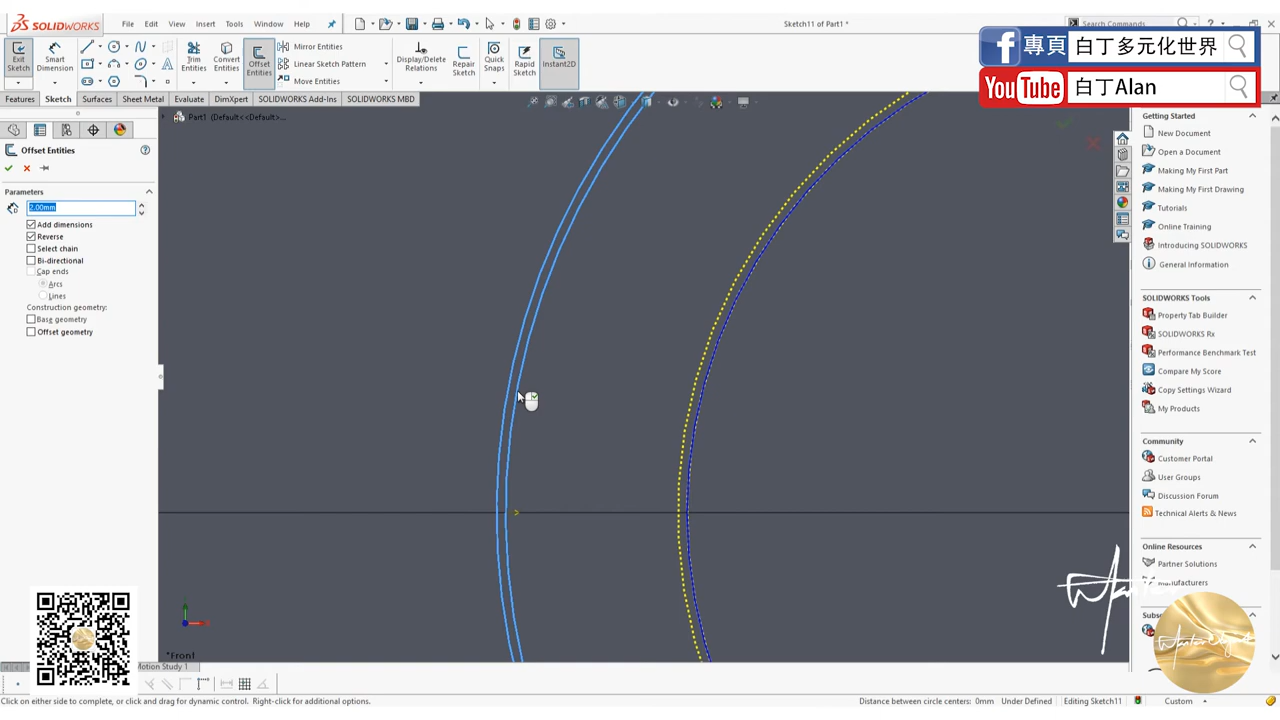 SOLIDWORKS
File Edit View Insert Tools Window Help
Sketch11 of Part1 *
Search Commands
Exit Sketch
Smart Dimension
Trim Entities
Convert Entities
Offset Entities
Mirror Entities
Linear Sketch Pattern
Move Entities
Display/Delete Relations
Repair Sketch
Quick Snaps
Rapid Sketch
Instant2D
專頁 白丁多元化世界
YouTube 白丁Alan
Features Sketch Surfaces Sheet Metal Evaluate DimXpert SOLIDWORKS Add-Ins SOLIDWORKS MBD
Part1 (Default<<Default>...
Offset Entities
Parameters
2.00mm
Add dimensions
Reverse
Select chain
Bi-directional
Cap ends
Arcs
Lines
Construction geometry:
Base geometry
Offset geometry
Getting Started
New Document
Open a Document
Making My First Part
Making My First Drawing
Tutorials
Online Training
Introducing SOLIDWORKS
General Information
SOLIDWORKS Tools
Property Tab Builder
SOLIDWORKS Rx
Performance Benchmark Test
Compare My Score
Copy Settings Wizard
My Products
Community
Customer Portal
User Groups
Discussion Forum
Technical Alerts & News
Online Resources
Partner Solutions
Manufacturers
*Front
Motion Study 1
Click on either side to complete, or click and drag for dynamic control. Right-click for additional options.
Distance between circle centers: 0mm Under Defined Editing Sketch11 Custom